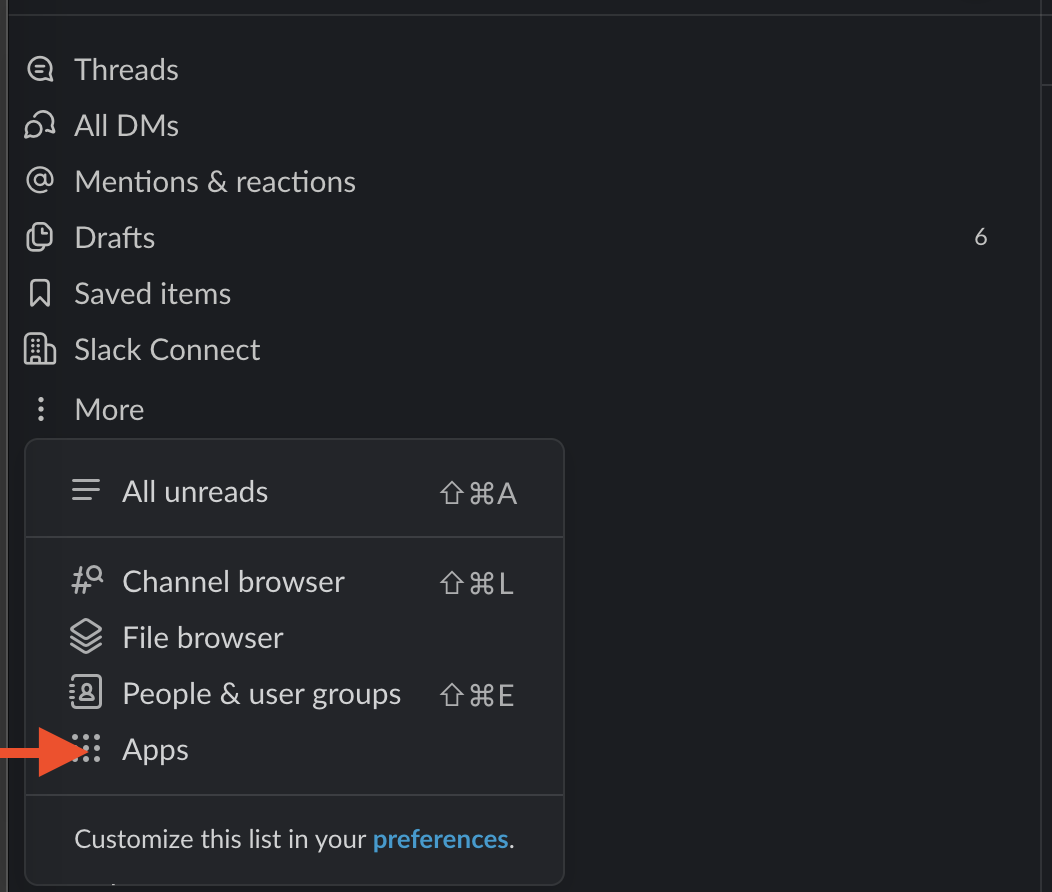 Threads
All DMs
Mentions & reactions
Drafts 6
Saved items
Slack Connect
More
All unreads ⇧⌘A
Channel browser ⇧⌘L
File browser
People & user groups ⇧⌘E
Apps
Customize this list in your preferences.